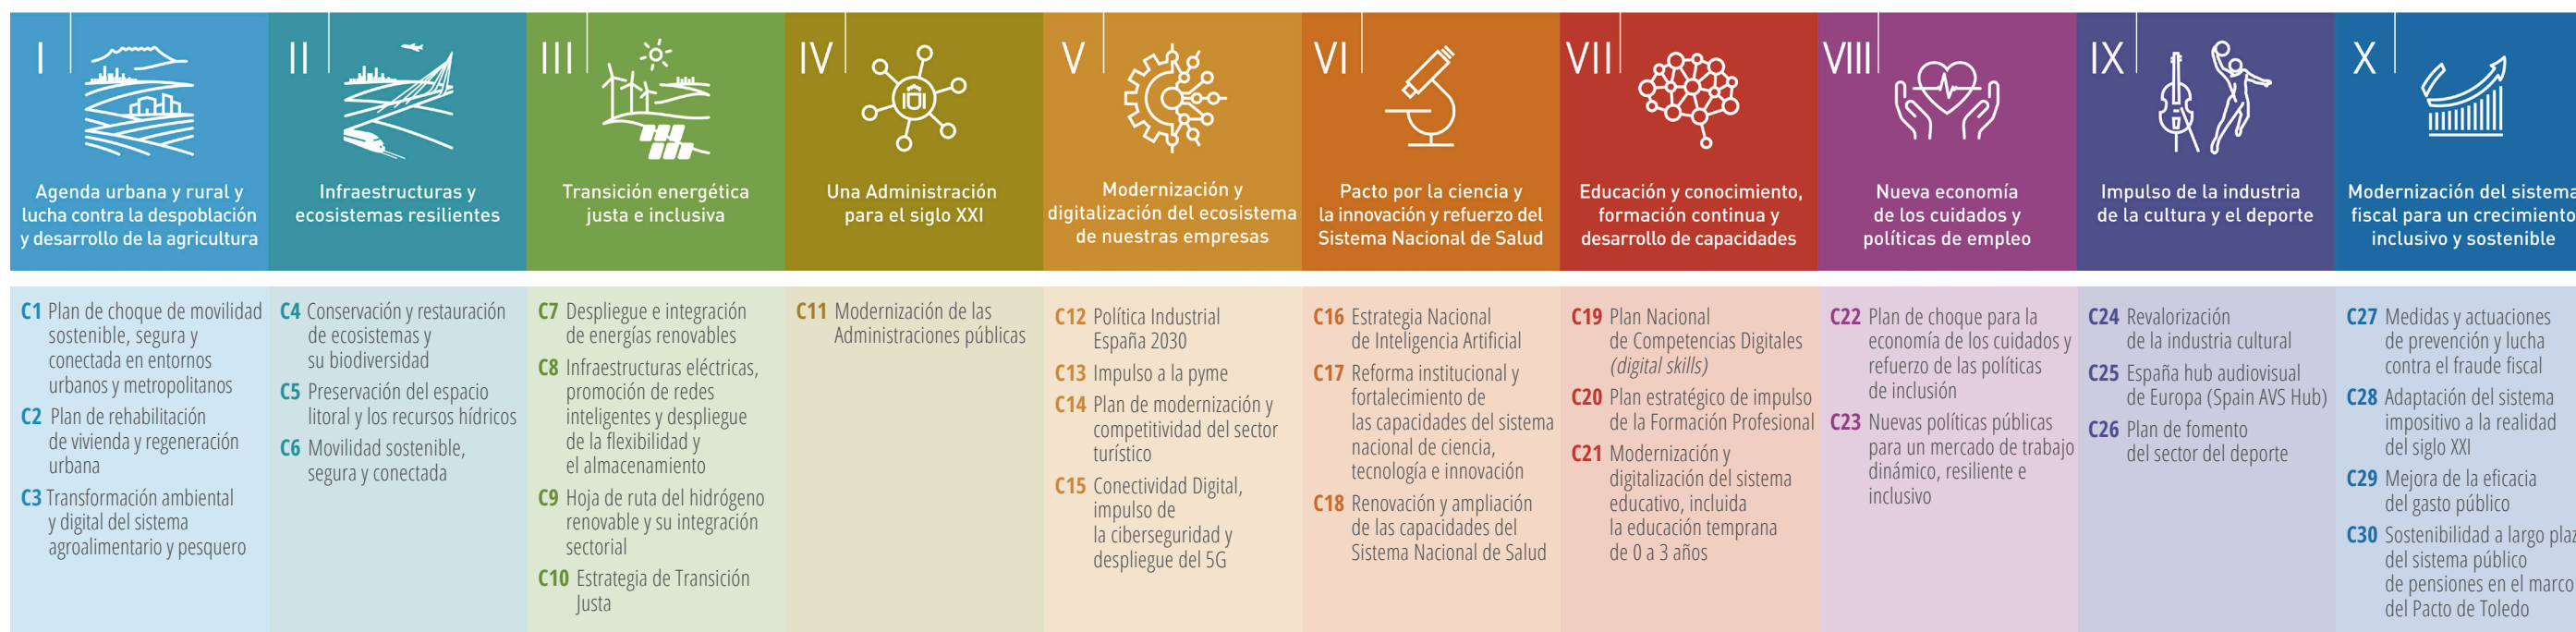 I
Agenda urbana y rural y
lucha contra la despoblación
y desarrollo de la agricultura
II
Infraestructuras y
ecosistemas resilientes
III
Transición energética
justa e inclusiva
IV
Una Administración
para el siglo XXI
V
Modernización y
digitalización del ecosistema
de nuestras empresas
VI
Pacto por la ciencia y
la innovación y refuerzo del
Sistema Nacional de Salud
VII
Educación y conocimiento,
formación continua y
desarrollo de capacidades
VIII
Nueva economía
de los cuidados y
políticas de empleo
IX
Impulso de la industria
de la cultura y el deporte
X
Modernización del sistema
fiscal para un crecimiento
inclusivo y sostenible
C1 Plan de choque de movilidad
sostenible, segura y
conectada en entornos
urbanos y metropolitanos
C2 Plan de rehabilitación
de vivienda y regeneración
urbana
C3 Transformación ambiental
y digital del sistema
agroalimentario y pesquero
C4 Conservación y restauración
de ecosistemas y
su biodiversidad
C5 Preservación del espacio
litoral y los recursos hídricos
C6 Movilidad sostenible,
segura y conectada
C7 Despliegue e integración
de energías renovables
C8 Infraestructuras eléctricas,
promoción de redes
inteligentes y despliegue
de la flexibilidad y
el almacenamiento
C9 Hoja de ruta del hidrógeno
renovable y su integración
sectorial
C10 Estrategia de Transición
Justa
C11 Modernización de las
Administraciones públicas
C12 Política Industrial
España 2030
C13 Impulso a la pyme
C14 Plan de modernización y
competitividad del sector
turístico
C15 Conectividad Digital,
impulso de
la ciberseguridad y
despliegue del 5G
C16 Estrategia Nacional
de Inteligencia Artificial
C17 Reforma institucional y
fortalecimiento de
las capacidades del sistema
nacional de ciencia,
tecnología e innovación
C18 Renovación y ampliación
de las capacidades del
Sistema Nacional de Salud
C19 Plan Nacional
de Competencias Digitales
(digital skills)
C20 Plan estratégico de impulso
de la Formación Profesional
C21 Modernización y
digitalización del sistema
educativo, incluida
la educación temprana
de 0 a 3 años
C22 Plan de choque para la
economía de los cuidados y
refuerzo de las políticas
de inclusión
C23 Nuevas políticas públicas
para un mercado de trabajo
dinámico, resiliente e
inclusivo
C24 Revalorización
de la industria cultural
C25 España hub audiovisual
de Europa (Spain AVS Hub)
C26 Plan de fomento
del sector del deporte
C27 Medidas y actuaciones
de prevención y lucha
contra el fraude fiscal
C28 Adaptación del sistema
impositivo a la realidad
del siglo XXI
C29 Mejora de la eficacia
del gasto público
C30 Sostenibilidad a largo plaz
del sistema público
de pensiones en el marco
del Pacto de Toledo